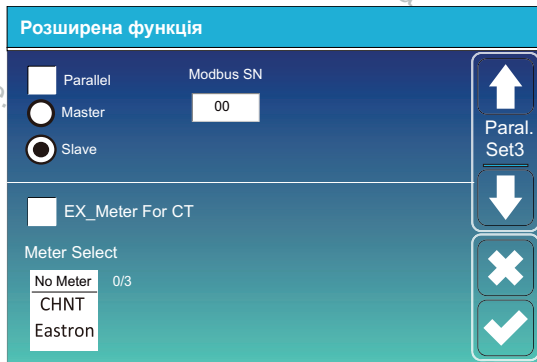 Розширена функція
Parallel
Modbus SN
Master
00
Slave
Paral.
Set3
EX_Meter For CT
Meter Select
No Meter 0/3
CHNT
Eastron